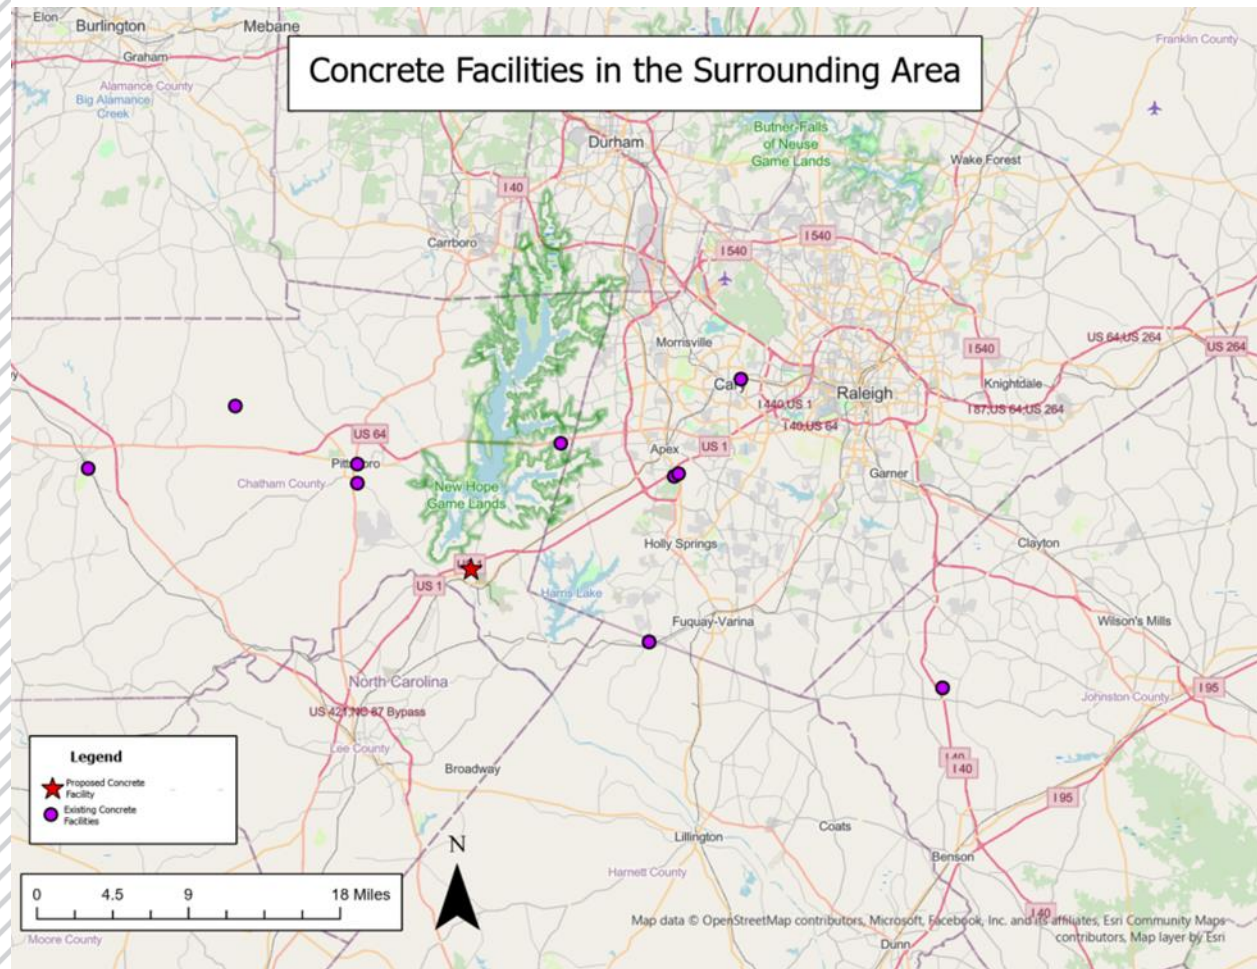 Elon
Burlington
Mebane
Graham
Alamance County
Big Alamance
Creek
Franklin County
Concrete Facilities in the Surrounding Area
Butner-Falls
of Neuse
Game Lands
Durham
Wake Forest
I 40
Carrboro
I 540
I 540
Morrisville
US 64,US 264
US 264
I 540
Knightdale
Cary
Raleigh
I 440,US 1
I 87,US 64,US 264
I 40,US 64
US 64
Apex
US 1
Garner
Chatham County
New Hope
Game Lands
Holly Springs
Clayton
US 1
Harris Lake
Fuquay-Varina
Wilson's Mills
North Carolina
I 95
Johnston County
US 421,NC 87 Bypass
Lee County
Broadway
I 40
I 40
I 95
Legend
Proposed Concrete
Facility
Existing Concrete
Facilities
N
Lillington
Coats
Benson
Harnett County
0 4.5 9 18 Miles
I 40
Map data © OpenStreetMap contributors, Microsoft, Facebook, Inc. and its affiliates, Esri Community Maps
contributors, Map layer by Esri
Moore County
Dunn